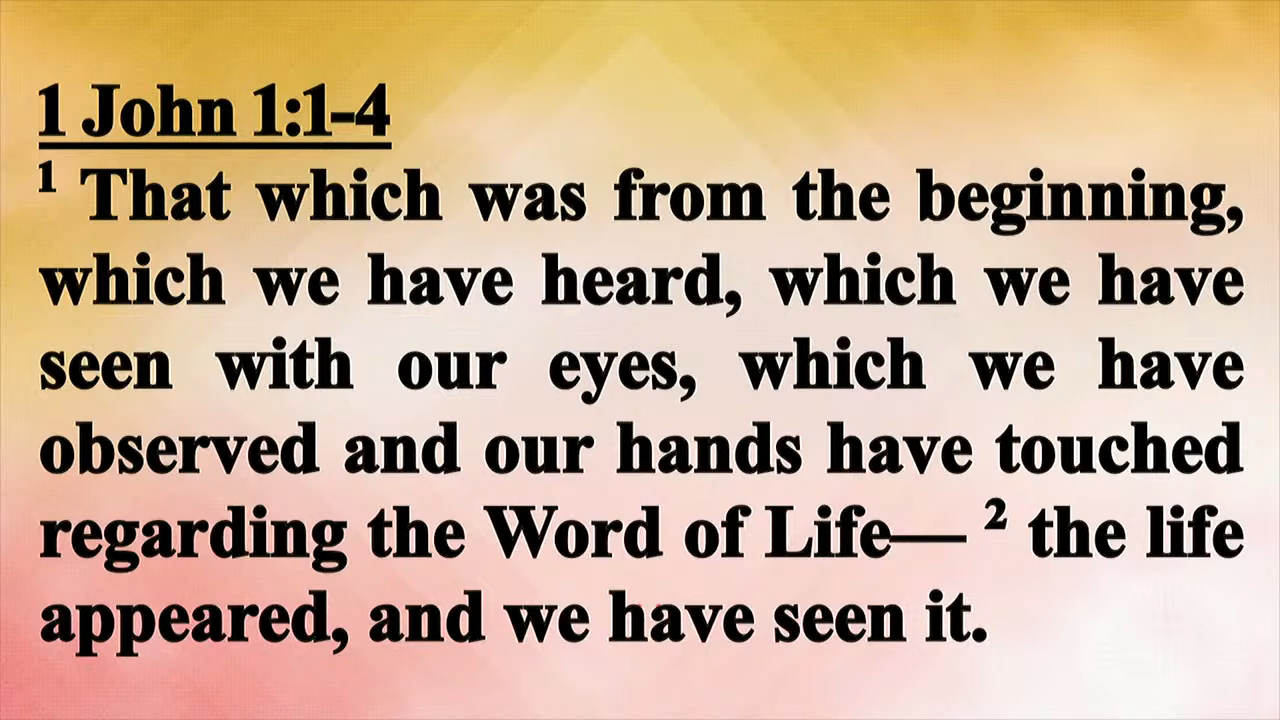 1 John 1:1-4
¹ That which was from the beginning,
which we have heard, which we have
seen with our eyes, which we have
observed and our hands have touched
regarding the Word of Life— ² the life
appeared, and we have seen it.